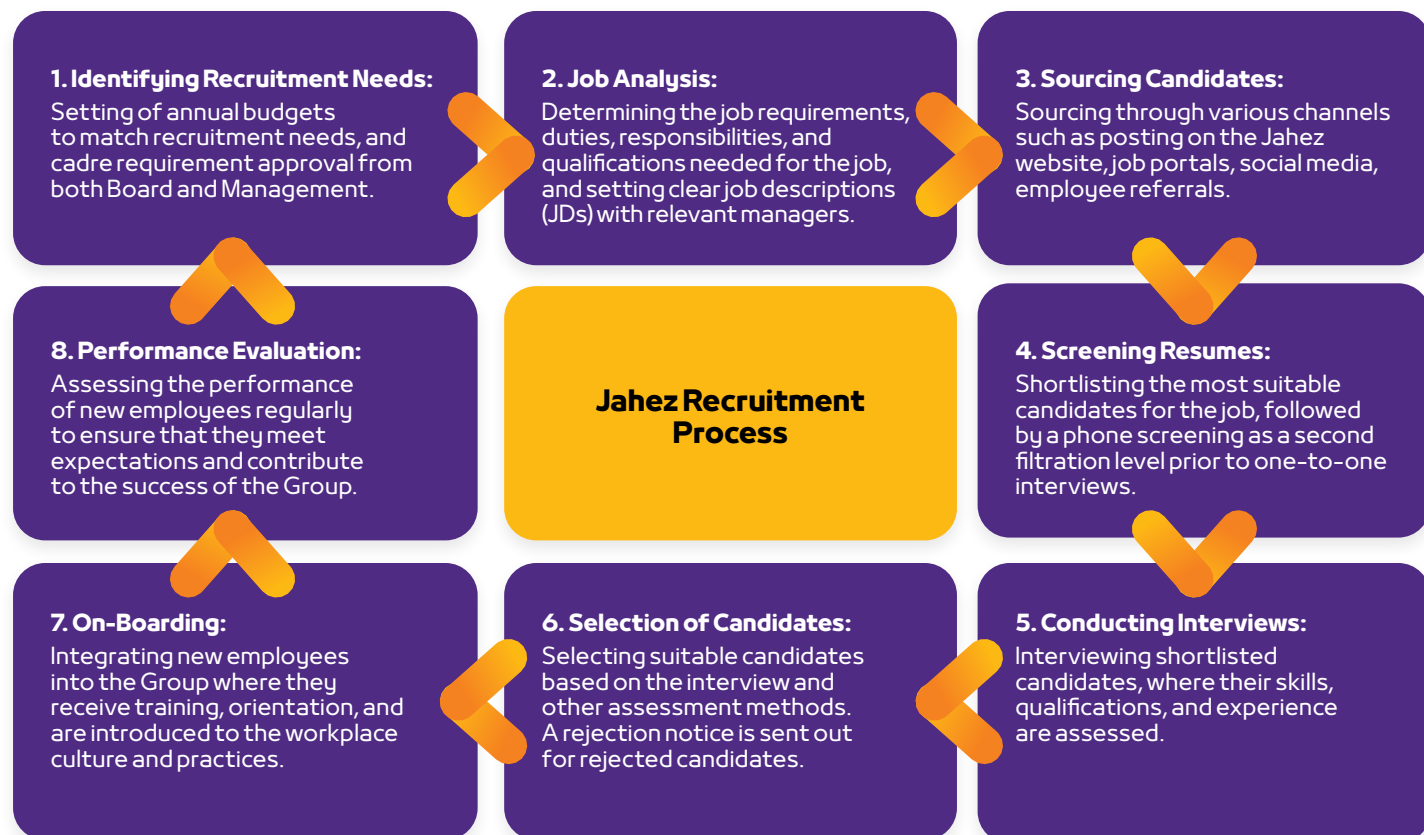 1. Identifying Recruitment Needs:
Setting of annual budgets
to match recruitment needs, and
cadre requirement approval from
both Board and Management.
2. Job Analysis:
Determining the job requirements,
duties, responsibilities, and
qualifications needed for the job,
and setting clear job descriptions
(JDs) with relevant managers.
3. Sourcing Candidates:
Sourcing through various channels
such as posting on the Jahez
website, job portals, social media,
employee referrals.
4. Screening Resumes:
Shortlisting the most suitable
candidates for the job, followed
by a phone screening as a second
filtration level prior to one-to-one
interviews.
5. Conducting Interviews:
Interviewing shortlisted
candidates, where their skills,
qualifications, and experience
are assessed.
6. Selection of Candidates:
Selecting suitable candidates
based on the interview and
other assessment methods.
A rejection notice is sent out
for rejected candidates.
7. On-Boarding:
Integrating new employees
into the Group where they
receive training, orientation, and
are introduced to the workplace
culture and practices.
8. Performance Evaluation:
Assessing the performance
of new employees regularly
to ensure that they meet
expectations and contribute
to the success of the Group.
Jahez Recruitment
Process